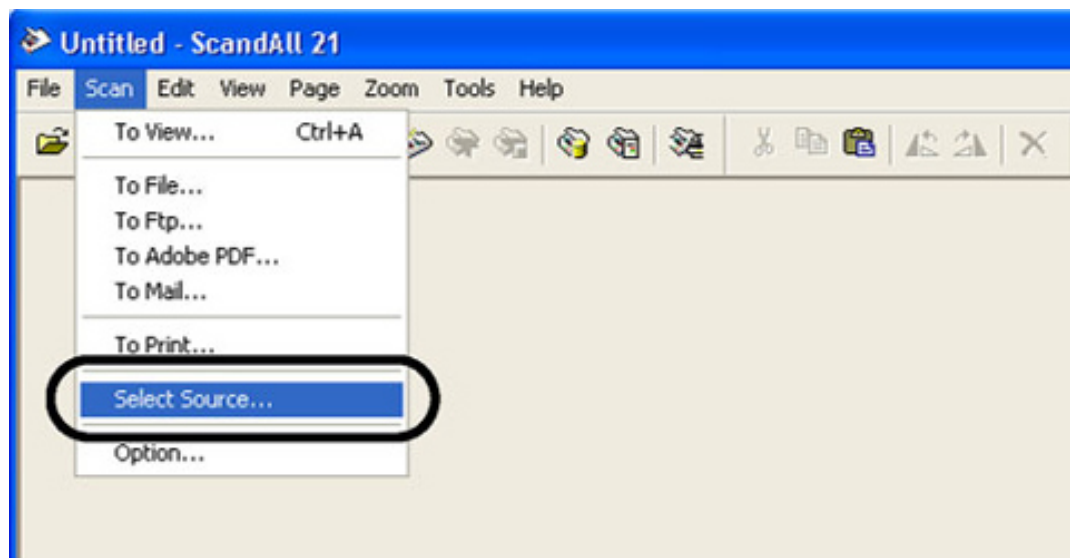 Untitled - ScandAll 21
File Scan Edit View Page Zoom Tools Help
To View... Ctrl+A
To File...
To Ftp...
To Adobe PDF...
To Mail...
To Print...
Select Source...
Option...